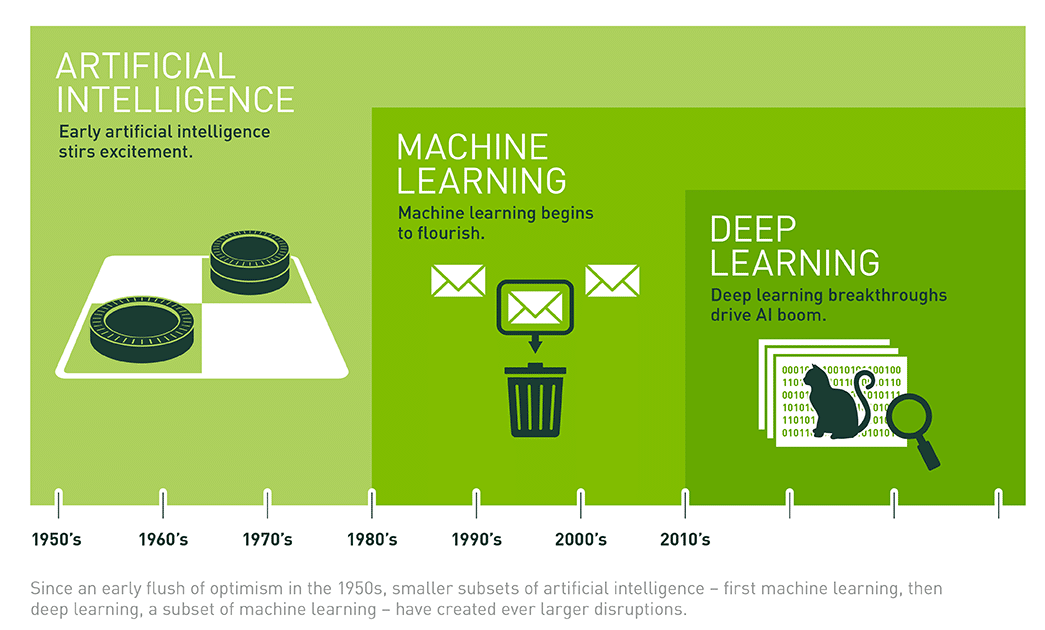 ARTIFICIAL
INTELLIGENCE
Early artificial intelligence
stirs excitement.
MACHINE
LEARNING
Machine learning begins
to flourish.
DEEP
LEARNING
Deep learning breakthroughs
drive AI boom.
1950's 1960's 1970's 1980's 1990's 2000's 2010's
Since an early flush of optimism in the 1950s, smaller subsets of artificial intelligence – first machine learning, then
deep learning, a subset of machine learning – have created ever larger disruptions.